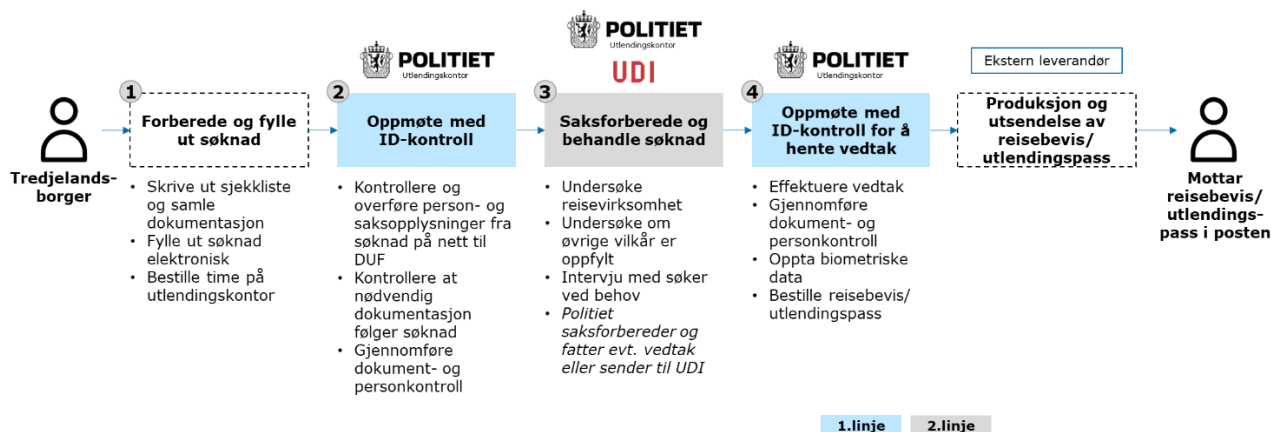 POLITIET
Utlendingskontor
POLITIET
Utlendingskontor
UDI
POLITIET
Utlendingskontor
Ekstern leverandør
Tredjelands-
borger
1
Forberede og fylle
ut søknad
• Skrive ut sjekkliste
og samle
dokumentasjon
• Fylle ut søknad
elektronisk
• Bestille time på
utlendingskontor
2
Oppmøte med
ID-kontroll
• Kontrollere og
overføre person- og
saksopplysninger fra
søknad på nett til
DUF
• Kontrollere at
nødvendig
dokumentasjon
følger søknad
• Gjennomføre
dokument- og
personkontroll
3
Saksforberede og
behandle søknad
• Undersøke
reisevirksomhet
• Undersøke om
øvrige vilkår er
oppfylt
• Intervju med søker
ved behov
• Politiet
saksforbereder og
fatter evt. vedtak
eller sender til UDI
4
Oppmøte med
ID-kontroll for å
hente vedtak
• Effektuere vedtak
• Gjennomføre
dokument- og
personkontroll
• Oppta biometriske
data
• Bestille reisebevis/
utlendingspass
Produksjon og
utsendelse av
reisebevis/
utlendingspass
Mottar
reisebevis/
utlendings-
pass i posten
1.linje
2.linje